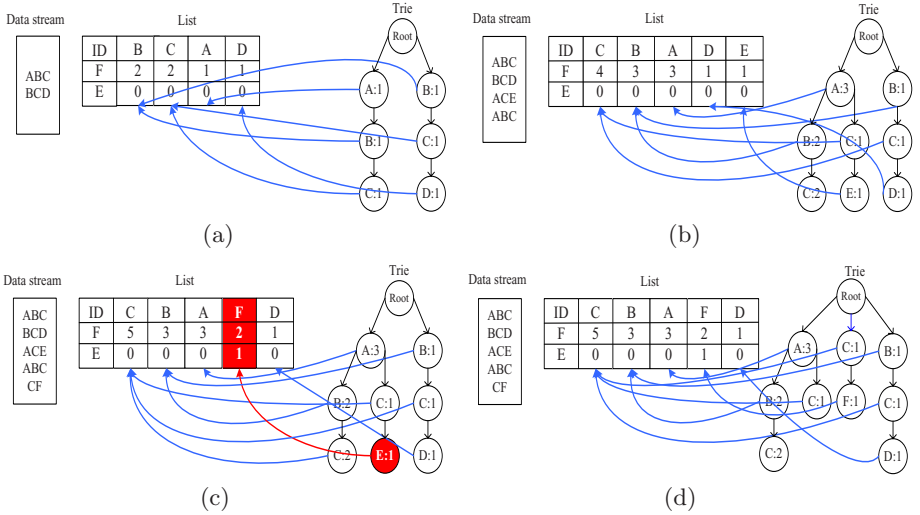 Data stream
List
Trie
ABC
BCD
ID B C A D
F 2 2 1 1
E 0 0 0 0
Root
A:1 B:1
B:1 C:1
C:1 D:1
(a)
Data stream
List
Trie
ABC
BCD
ACE
ABC
ID C B A D E
F 4 3 3 1 1
E 0 0 0 0 0
Root
A:3 B:1
B:2 C:1 C:1
C:2 E:1 D:1
(b)
Data stream
List
Trie
ABC
BCD
ACE
ABC
CF
ID C B A F D
F 5 3 3 2 1
E 0 0 0 1 0
Root
A:3 B:1
B:2 C:1 C:1
C:2 E:1 D:1
(c)
Data stream
List
Trie
ABC
BCD
ACE
ABC
CF
ID C B A F D
F 5 3 3 2 1
E 0 0 0 1 0
Root
A:3 C:1 B:1
B:2 C:1 F:1 C:1
C:2 D:1
(d)